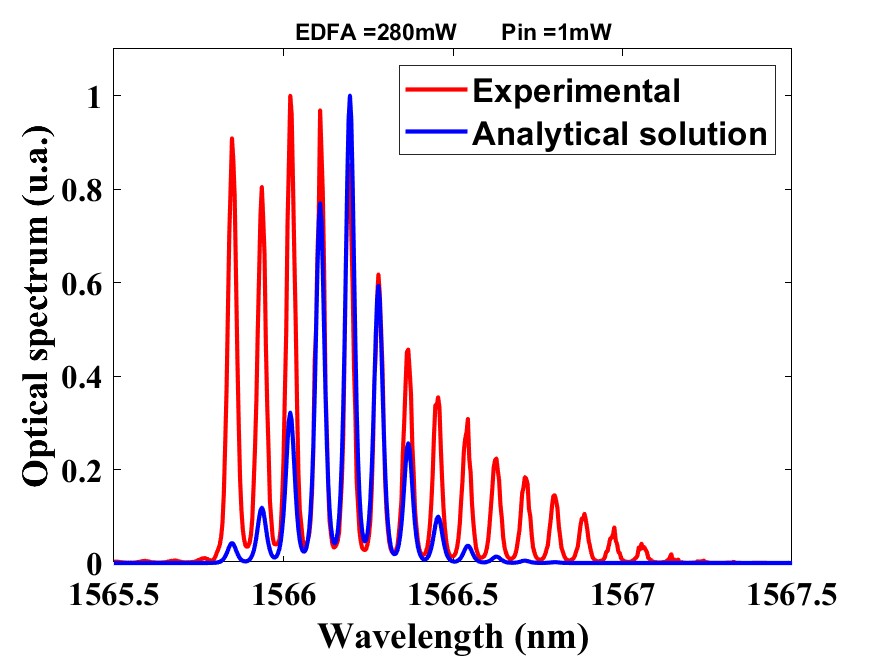 EDFA =280mW Pin =1mW
Experimental
Analytical solution
Optical spectrum (u.a.)
1
0.8
0.6
0.4
0.2
0
1565.5 1566 1566.5 1567 1567.5
Wavelength (nm)